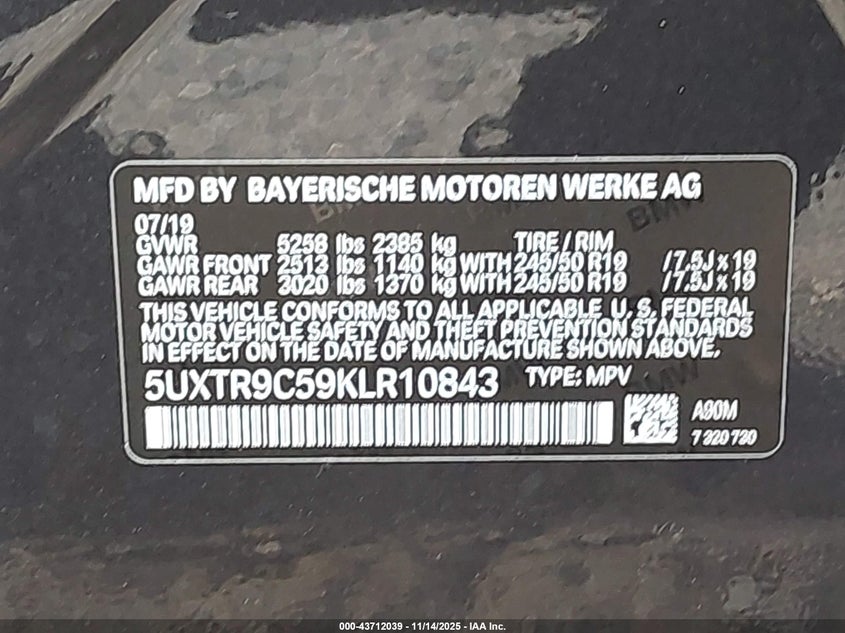 MFD BY BAYERISCHE MOTOREN WERKE AG
07/19
GVWR 5258 lbs 2385 kg TIRE / RIM
GAWR FRONT 2513 lbs 1140 kg WITH 245/50 R19 /7.5J x 19
GAWR REAR 3020 lbs 1370 kg WITH 245/50 R19 /7.5J x 19
THIS VEHICLE CONFORMS TO ALL APPLICABLE U. S. FEDERAL
MOTOR VEHICLE SAFETY AND THEFT PREVENTION STANDARDS
IN EFFECT ON THE DATE OF MANUFACTURE SHOWN ABOVE.
5UXTR9C59KLR10843 TYPE: MPV
A90M
7 320 730
BMW
000-43712039 - 11/14/2025 - IAA Inc.